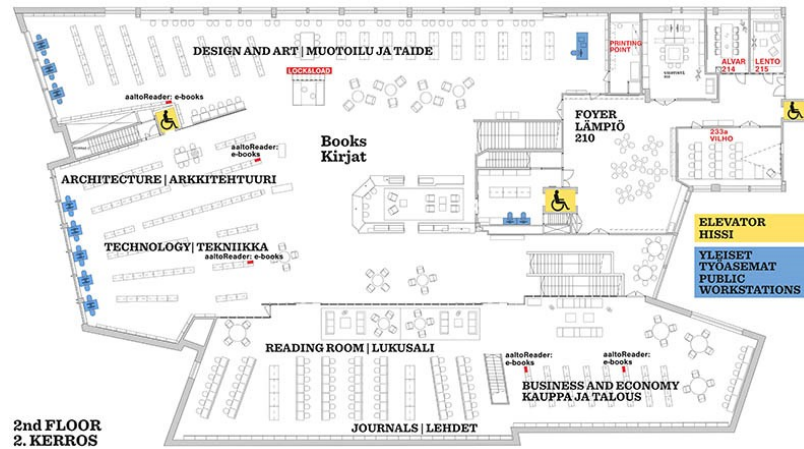 DESIGN AND ART | MUOTOILU JA TAIDE
PRINTING
POINT
ALVAR
214
LENTO
215
LOCK&LOAD
aaltoReader: e-books
FOYER
LÄMPIÖ
210
233a
VILHO
Books
Kirjat
aaltoReader:
e-books
ARCHITECTURE | ARKKITEHTUURI
ELEVATOR
HISSI
TECHNOLOGY | TEKNIIKKA
aaltoReader: e-books
YLEISET
TYÖASEMAT
PUBLIC
WORKSTATIONS
READING ROOM | LUKUSALI
aaltoReader:
e-books
aaltoReader:
e-books
BUSINESS AND ECONOMY
KAUPPA JA TALOUS
2nd FLOOR
2. KERROS
JOURNALS | LEHDET